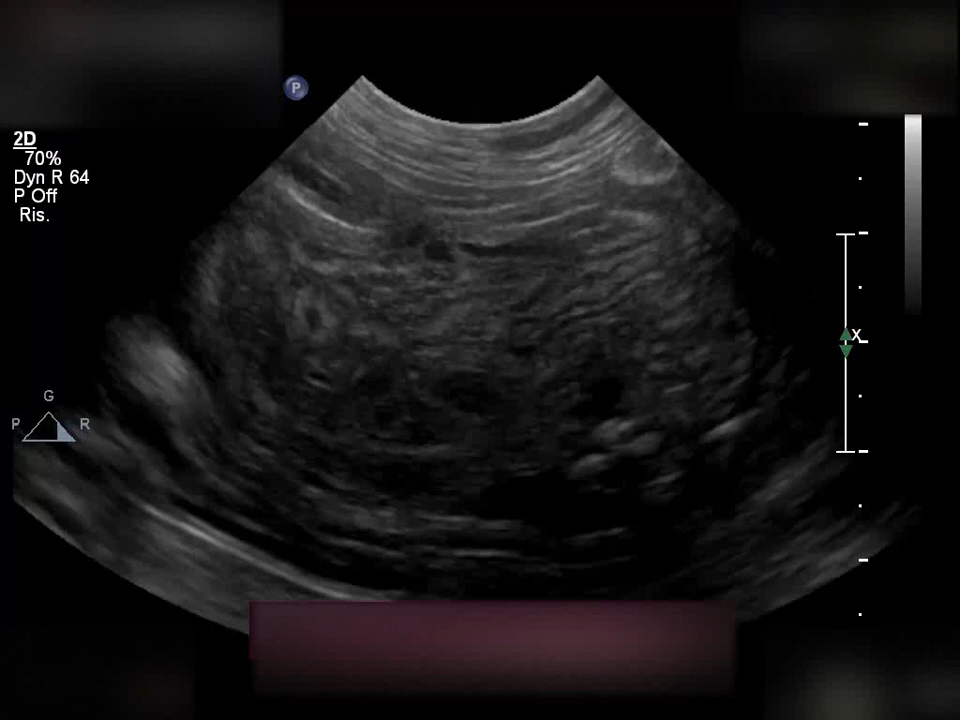 P
2D
70%
Dyn R 64
P Off
Ris.
X
G
P R